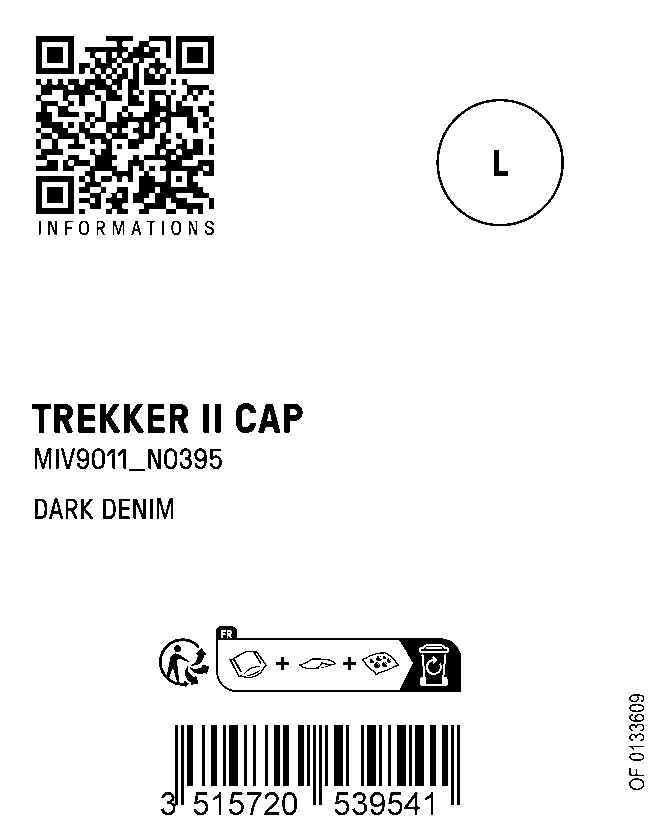 INFORMATIONS
L
TREKKER II CAP
MIV9011_N0395
DARK DENIM
FR
3 515720 539541
OF 0133609